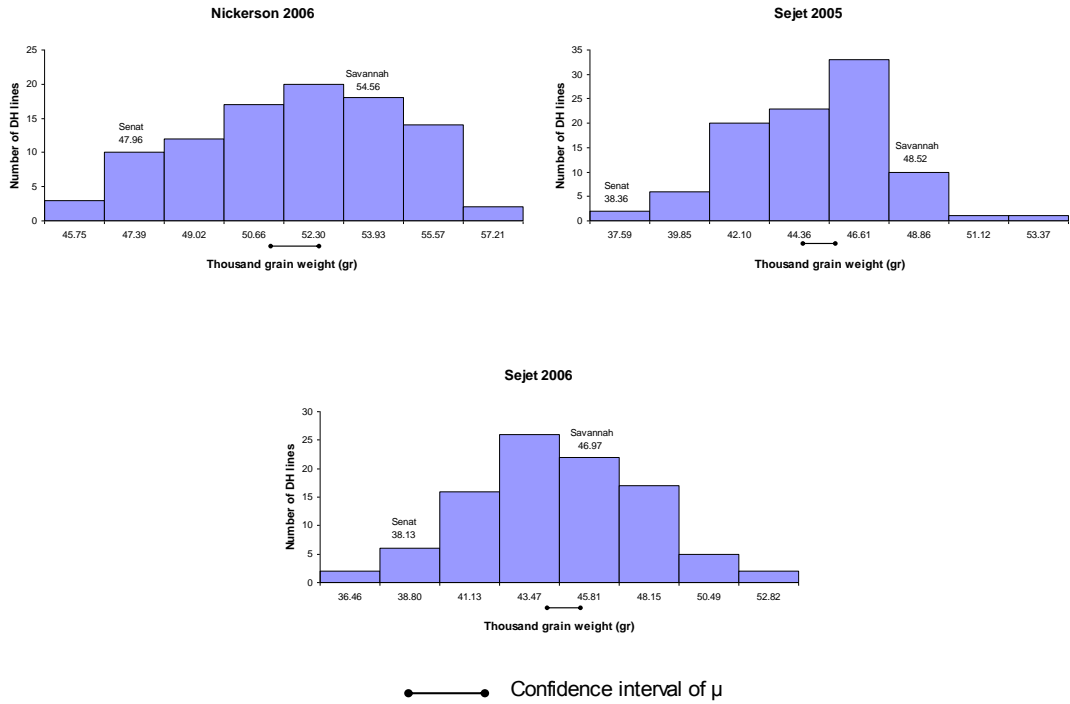 Nickerson 2006
Number of DH lines
25
20
15
10
5
0
Senat
47.96
Savannah
54.56
45.75 47.39 49.02 50.66 52.30 53.93 55.57 57.21
Thousand grain weight (gr)
Sejet 2005
Number of DH lines
35
30
25
20
15
10
5
0
Senat
38.36
Savannah
48.52
37.59 39.85 42.10 44.36 46.61 48.86 51.12 53.37
Thousand grain weight (gr)
Sejet 2006
Number of DH lines
30
25
20
15
10
5
0
Senat
38.13
Savannah
46.97
36.46 38.80 41.13 43.47 45.81 48.15 50.49 52.82
Thousand grain weight (gr)
Confidence interval of μ